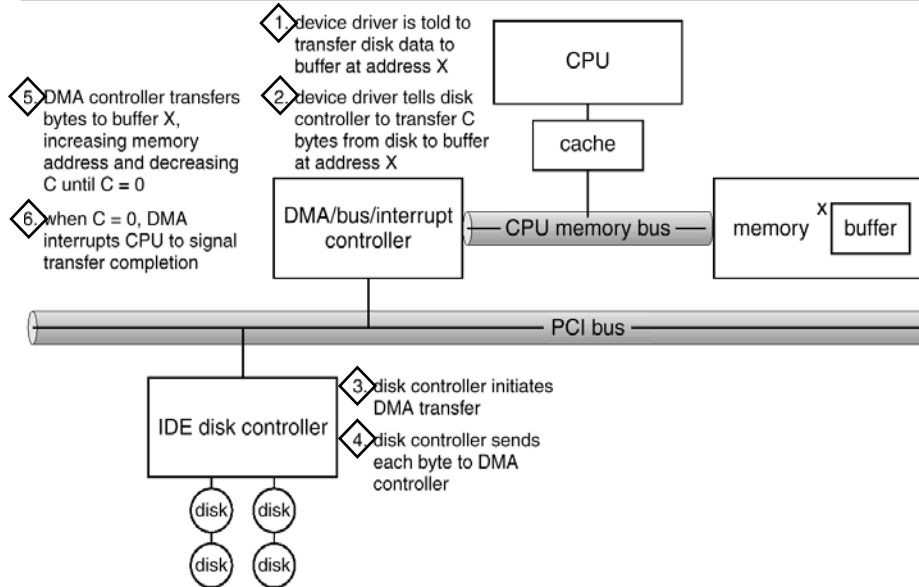 1. device driver is told to
transfer disk data to
buffer at address X
2. device driver tells disk
controller to transfer C
bytes from disk to buffer
at address X
5. DMA controller transfers
bytes to buffer X,
increasing memory
address and decreasing
C until C = 0
6. when C = 0, DMA
interrupts CPU to signal
transfer completion
CPU
cache
DMA/bus/interrupt
controller
CPU memory bus
memory
X
buffer
PCI bus
IDE disk controller
3. disk controller initiates
DMA transfer
4. disk controller sends
each byte to DMA
controller
disk
disk
disk
disk